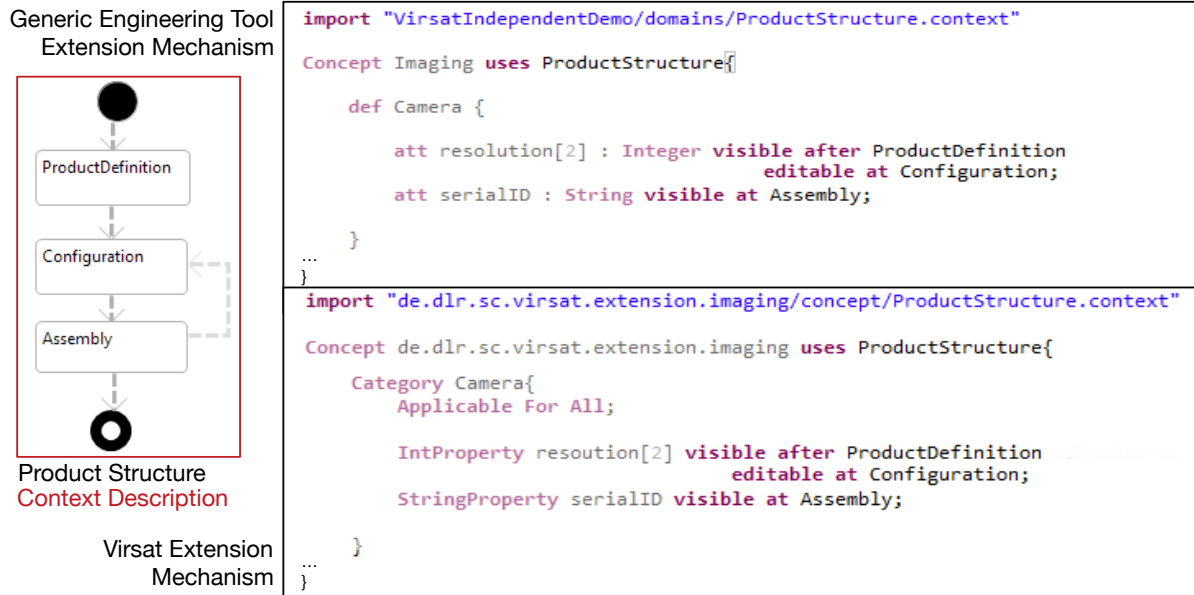 Generic Engineering Tool
Extension Mechanism
ProductDefinition
Configuration
Assembly
Product Structure
Context Description
Virsat Extension
Mechanism
import "VirsatIndependentDemo/domains/ProductStructure.context"
Concept Imaging uses ProductStructure{
def Camera {
att resolution[2] : Integer visible after ProductDefinition
editable at Configuration;
att serialID : String visible at Assembly;
}
...
}
import "de.dlr.sc.virsat.extension.imaging/concept/ProductStructure.context"
Concept de.dlr.sc.virsat.extension.imaging uses ProductStructure{
Category Camera{
Applicable For All;
IntProperty resoution[2] visible after ProductDefinition
editable at Configuration;
StringProperty serialID visible at Assembly;
}
...
}